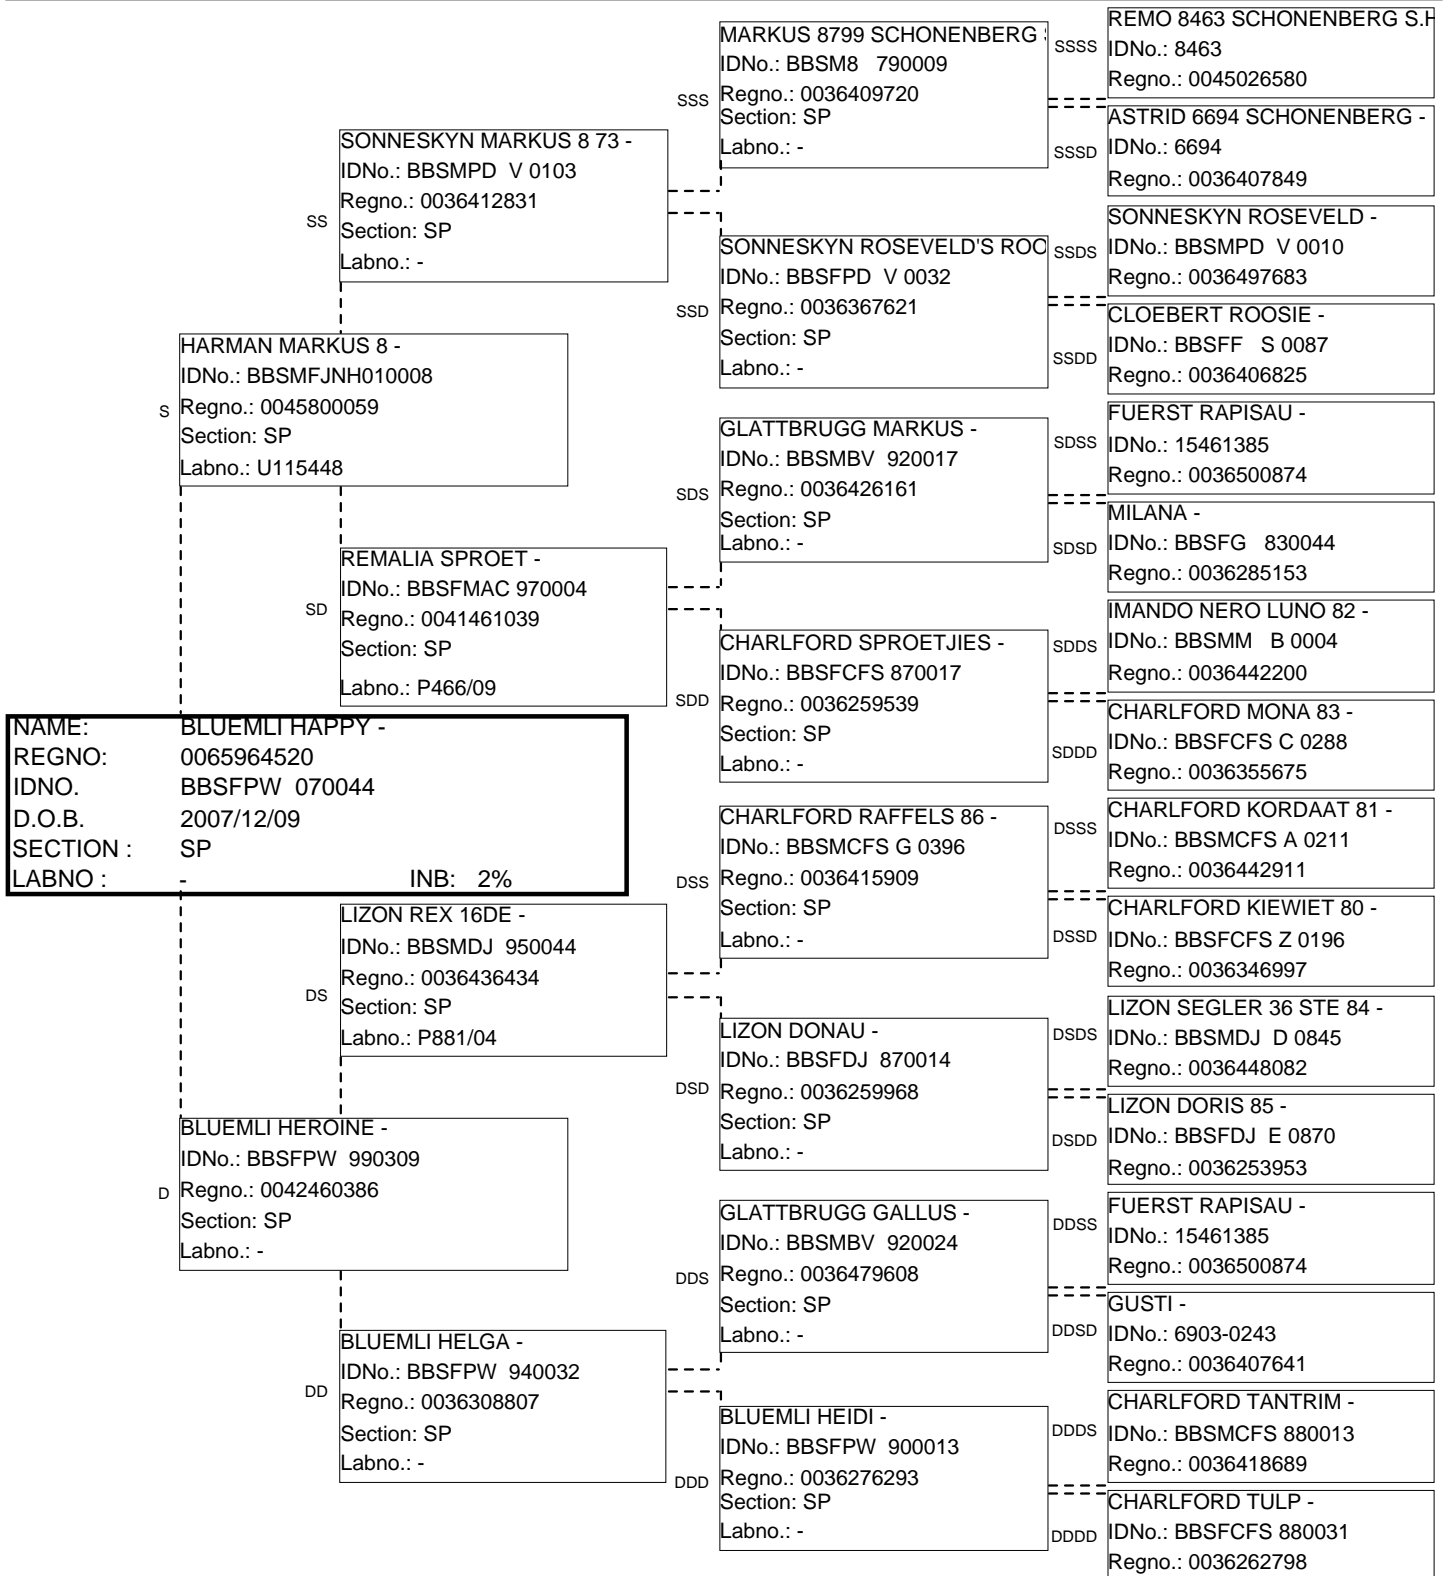 NAME: BLUEMLI HAPPY -
REGNO: 0065964520
IDNO. BBSFPW 070044
D.O.B. 2007/12/09
SECTION : SP
LABNO : - INB: 2%
S
HARMAN MARKUS 8 -
IDNo.: BBSMFJNH010008
Regno.: 0045800059
Section: SP
Labno.: U115448
D
BLUEMLI HEROINE -
IDNo.: BBSFPW 990309
Regno.: 0042460386
Section: SP
Labno.: -
SS
SONNESKYN MARKUS 8 73 -
IDNo.: BBSMPD V 0103
Regno.: 0036412831
Section: SP
Labno.: -
SD
REMALIA SPROET -
IDNo.: BBSFMAC 970004
Regno.: 0041461039
Section: SP
Labno.: P466/09
DS
LIZON REX 16DE -
IDNo.: BBSMDJ 950044
Regno.: 0036436434
Section: SP
Labno.: P881/04
DD
BLUEMLI HELGA -
IDNo.: BBSFPW 940032
Regno.: 0036308807
Section: SP
Labno.: -
SSS
MARKUS 8799 SCHONENBERG
IDNo.: BBSM8 790009
Regno.: 0036409720
Section: SP
Labno.: -
SSD
SONNESKYN ROSEVELD'S ROO
IDNo.: BBSFPD V 0032
Regno.: 0036367621
Section: SP
Labno.: -
SDS
GLATTBRUGG MARKUS -
IDNo.: BBSMBV 920017
Regno.: 0036426161
Section: SP
Labno.: -
SDD
CHARLFORD SPROETJIES -
IDNo.: BBSFCFS 870017
Regno.: 0036259539
Section: SP
Labno.: -
DSS
CHARLFORD RAFFELS 86 -
IDNo.: BBSMCFS G 0396
Regno.: 0036415909
Section: SP
Labno.: -
DSD
LIZON DONAU -
IDNo.: BBSFDJ 870014
Regno.: 0036259968
Section: SP
Labno.: -
DDS
GLATTBRUGG GALLUS -
IDNo.: BBSMBV 920024
Regno.: 0036479608
Section: SP
Labno.: -
DDD
BLUEMLI HEIDI -
IDNo.: BBSFPW 900013
Regno.: 0036276293
Section: SP
Labno.: -
SSSS
REMO 8463 SCHONENBERG S.H
IDNo.: 8463
Regno.: 0045026580
SSSD
ASTRID 6694 SCHONENBERG -
IDNo.: 6694
Regno.: 0036407849
SSDS
SONNESKYN ROSEVELD -
IDNo.: BBSMPD V 0010
Regno.: 0036497683
SSDD
CLOEBERT ROOSIE -
IDNo.: BBSFF S 0087
Regno.: 0036406825
SDSS
FUERST RAPISAU -
IDNo.: 15461385
Regno.: 0036500874
SDSD
MILANA -
IDNo.: BBSFG 830044
Regno.: 0036285153
SDDS
IMANDO NERO LUNO 82 -
IDNo.: BBSMM B 0004
Regno.: 0036442200
SDDD
CHARLFORD MONA 83 -
IDNo.: BBSFCFS C 0288
Regno.: 0036355675
DSSS
CHARLFORD KORDAAT 81 -
IDNo.: BBSMCFS A 0211
Regno.: 0036442911
DSSD
CHARLFORD KIEWIET 80 -
IDNo.: BBSFCFS Z 0196
Regno.: 0036346997
DSDS
LIZON SEGLER 36 STE 84 -
IDNo.: BBSMDJ D 0845
Regno.: 0036448082
DSDD
LIZON DORIS 85 -
IDNo.: BBSFDJ E 0870
Regno.: 0036253953
DDSS
FUERST RAPISAU -
IDNo.: 15461385
Regno.: 0036500874
DDSD
GUSTI -
IDNo.: 6903-0243
Regno.: 0036407641
DDDS
CHARLFORD TANTRIM -
IDNo.: BBSMCFS 880013
Regno.: 0036418689
DDDD
CHARLFORD TULP -
IDNo.: BBSFCFS 880031
Regno.: 0036262798